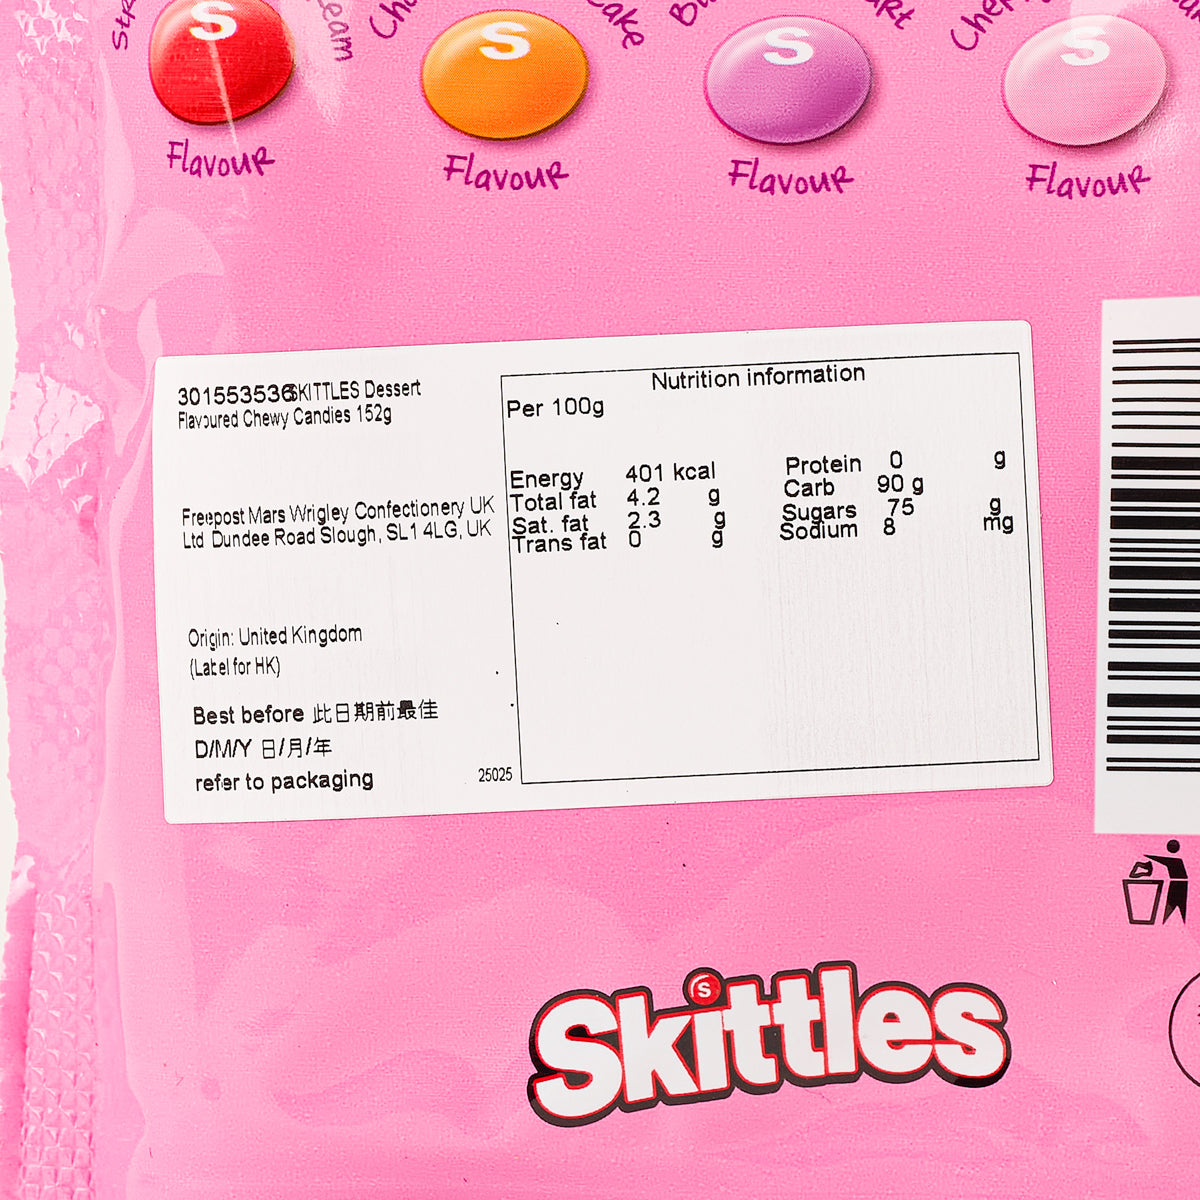 S S S S
Flavour Flavour Flavour Flavour
301553536SKITTLES Dessert
Flavoured Chewy Candies 152g
Freepost Mars Wrigley Confectionery UK
Ltd Dundee Road Slough, SL1 4LG, UK
Origin: United Kingdom
(Label for HK)
Best before 此日期前最佳
D/M/Y 日/月/年
refer to packaging
25025
Nutrition information
Per 100g
Energy 401 kcal Protein 0 g
Total fat 4.2 g Carb 90 g
Sat. fat 2.3 g Sugars 75 g
Trans fat 0 g Sodium 8 mg
Skittles